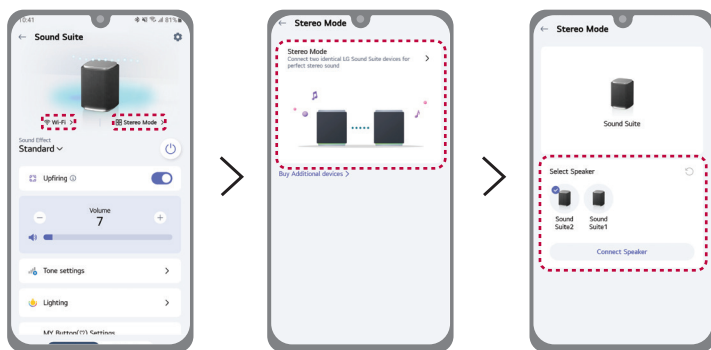 10:41
81%
← Sound Suite
Wi-Fi >
Stereo Mode >
Sound Effect
Standard
Upfiring
Volume
7
Tone settings >
Lighting >
MY Button(♡) Settings
← Stereo Mode
Stereo Mode
Connect two identical LG Sound Suite devices for
perfect stereo sound
Buy Additional devices >
← Stereo Mode
Sound Suite
Select Speaker
Sound
Suite2
Sound
Suite1
Connect Speaker